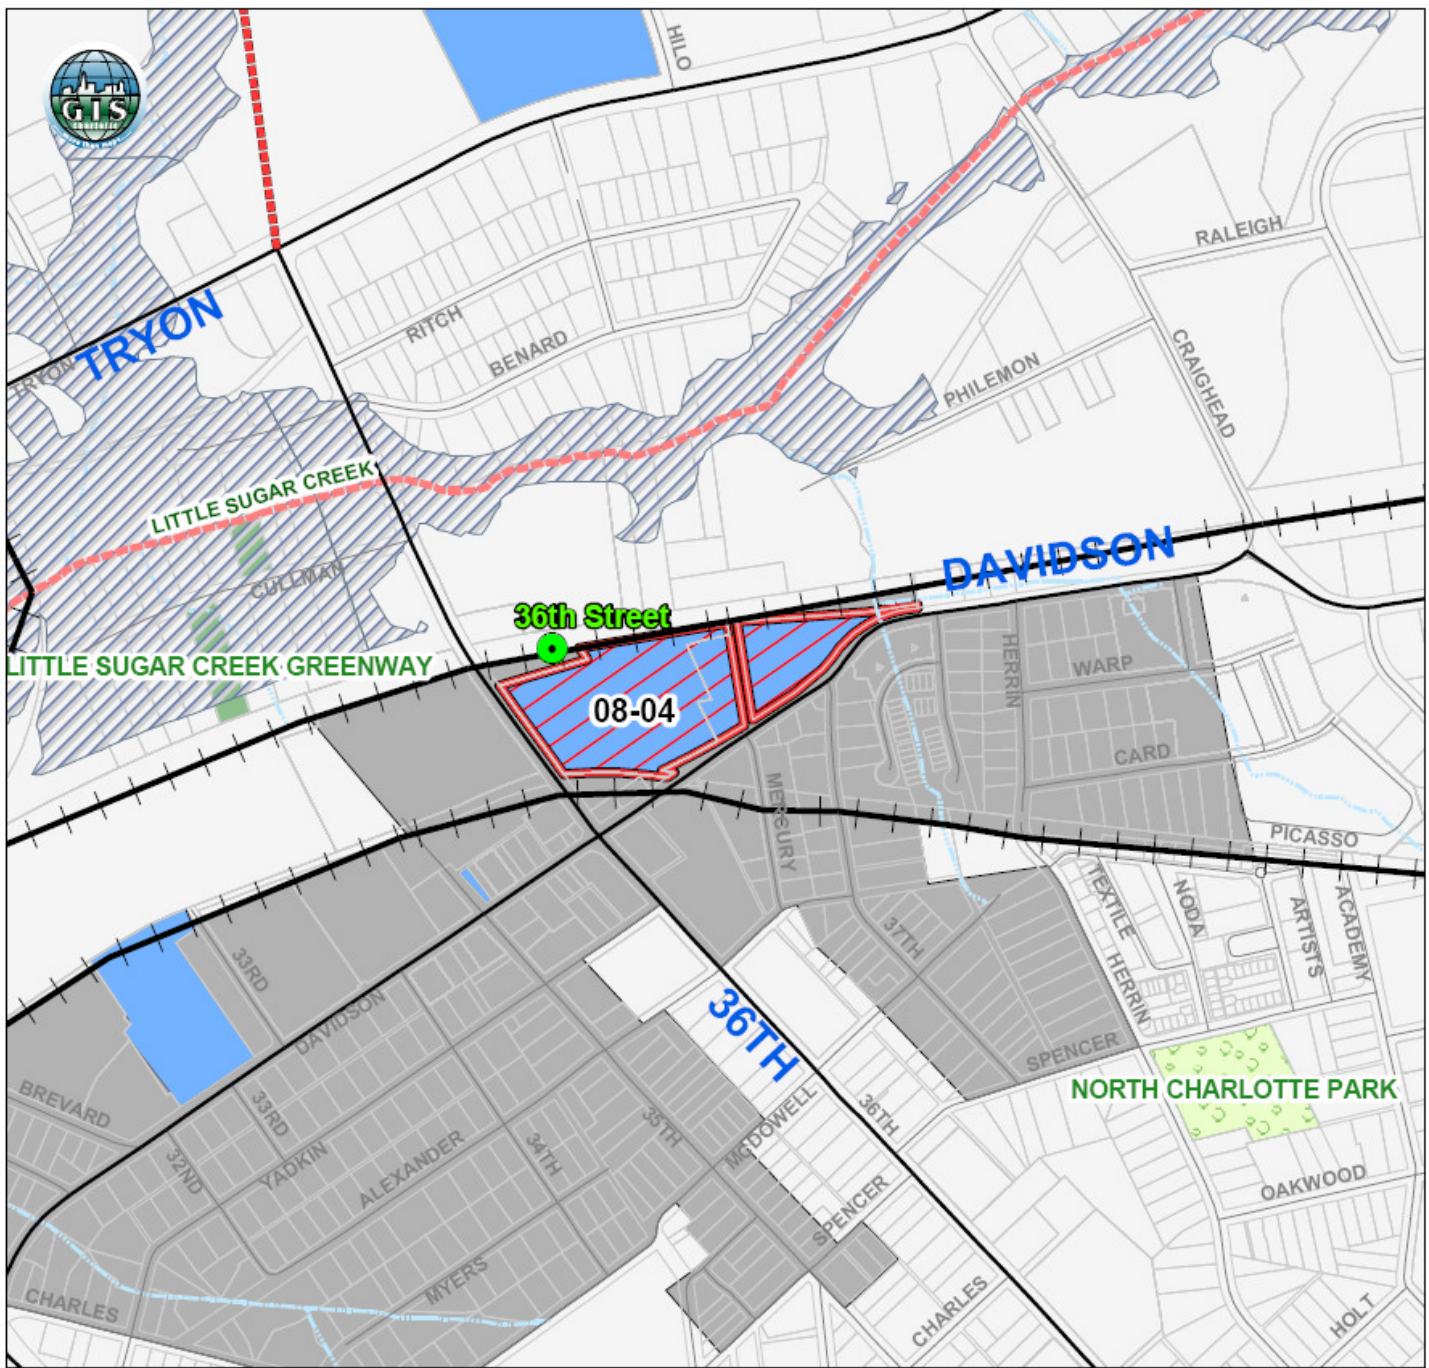 HILO
GIS
Charlotte
RALEIGH
TRYON
TRYON
RITCH
BENARD
PHILEMON
CRAIGHEAD
LITTLE SUGAR CREEK
DAVIDSON
CULLMAN
36th Street
LITTLE SUGAR CREEK GREENWAY
HERRIN
WARP
08-04
CARD
MERCURY
PICASSO
TEXTILE
NODA
ARTISTS
ACADEMY
37TH
33RD
HERRIN
DAVIDSON
36TH
SPENCER
NORTH CHARLOTTE PARK
BREVARD
33RD
36TH
35TH
MCDOWELL
34TH
YADKIN
ALEXANDER
32ND
OAKWOOD
SPENCER
MYERS
CHARLES
CHARLES
HOLT